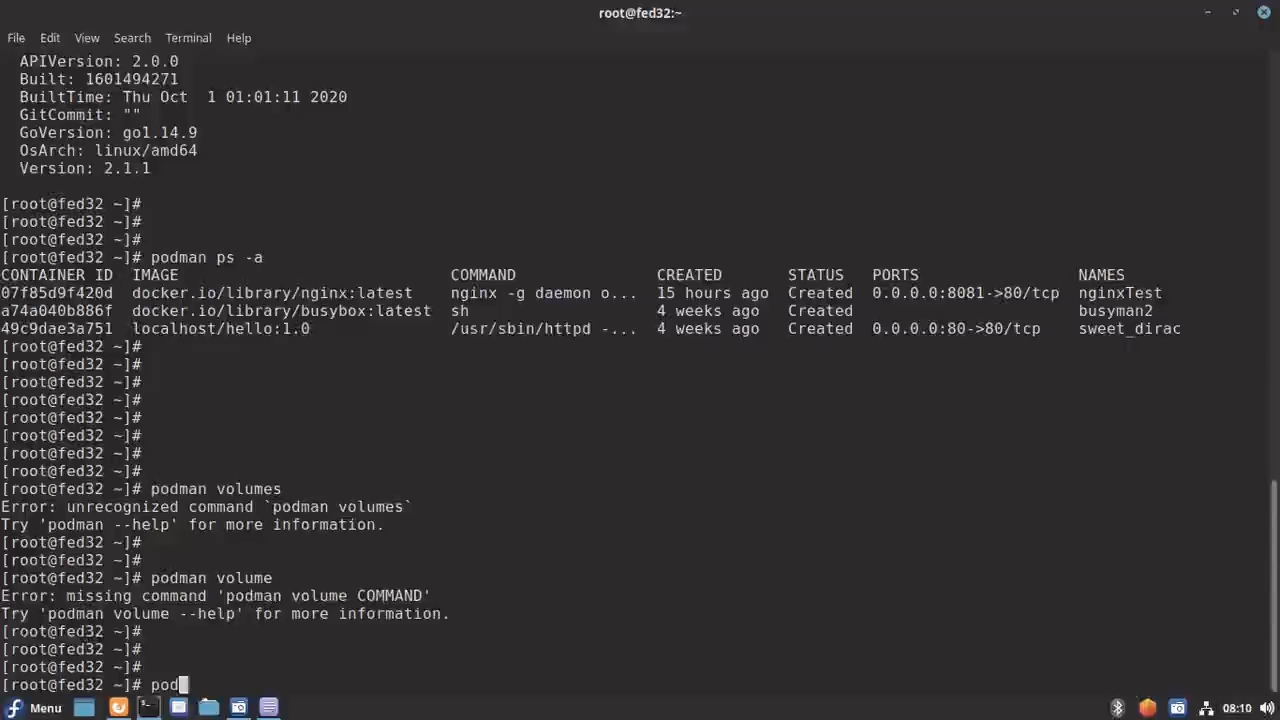 root@fed32:~
File Edit View Search Terminal Help
APIVersion: 2.0.0
Built: 1601494271
BuiltTime: Thu Oct  1 01:01:11 2020
GitCommit: ""
GoVersion: go1.14.9
OsArch: linux/amd64
Version: 2.1.1
[root@fed32 ~]#
[root@fed32 ~]#
[root@fed32 ~]#
[root@fed32 ~]# podman ps -a
CONTAINER ID  IMAGE                             COMMAND               CREATED       STATUS   PORTS                 NAMES
07f85d9f420d  docker.io/library/nginx:latest    nginx -g daemon o...  15 hours ago  Created  0.0.0.0:8081->80/tcp  nginxTest
a74a040b886f  docker.io/library/busybox:latest  sh                    4 weeks ago   Created                        busyman2
49c9dae3a751  localhost/hello:1.0               /usr/sbin/httpd -...  4 weeks ago   Created  0.0.0.0:80->80/tcp    sweet_dirac
[root@fed32 ~]#
[root@fed32 ~]#
[root@fed32 ~]#
[root@fed32 ~]#
[root@fed32 ~]#
[root@fed32 ~]#
[root@fed32 ~]#
[root@fed32 ~]#
[root@fed32 ~]# podman volumes
Error: unrecognized command `podman volumes`
Try 'podman --help' for more information.
[root@fed32 ~]#
[root@fed32 ~]#
[root@fed32 ~]# podman volume
Error: missing command 'podman volume COMMAND'
Try 'podman volume --help' for more information.
[root@fed32 ~]#
[root@fed32 ~]#
[root@fed32 ~]#
[root@fed32 ~]# pod
Menu 08:10